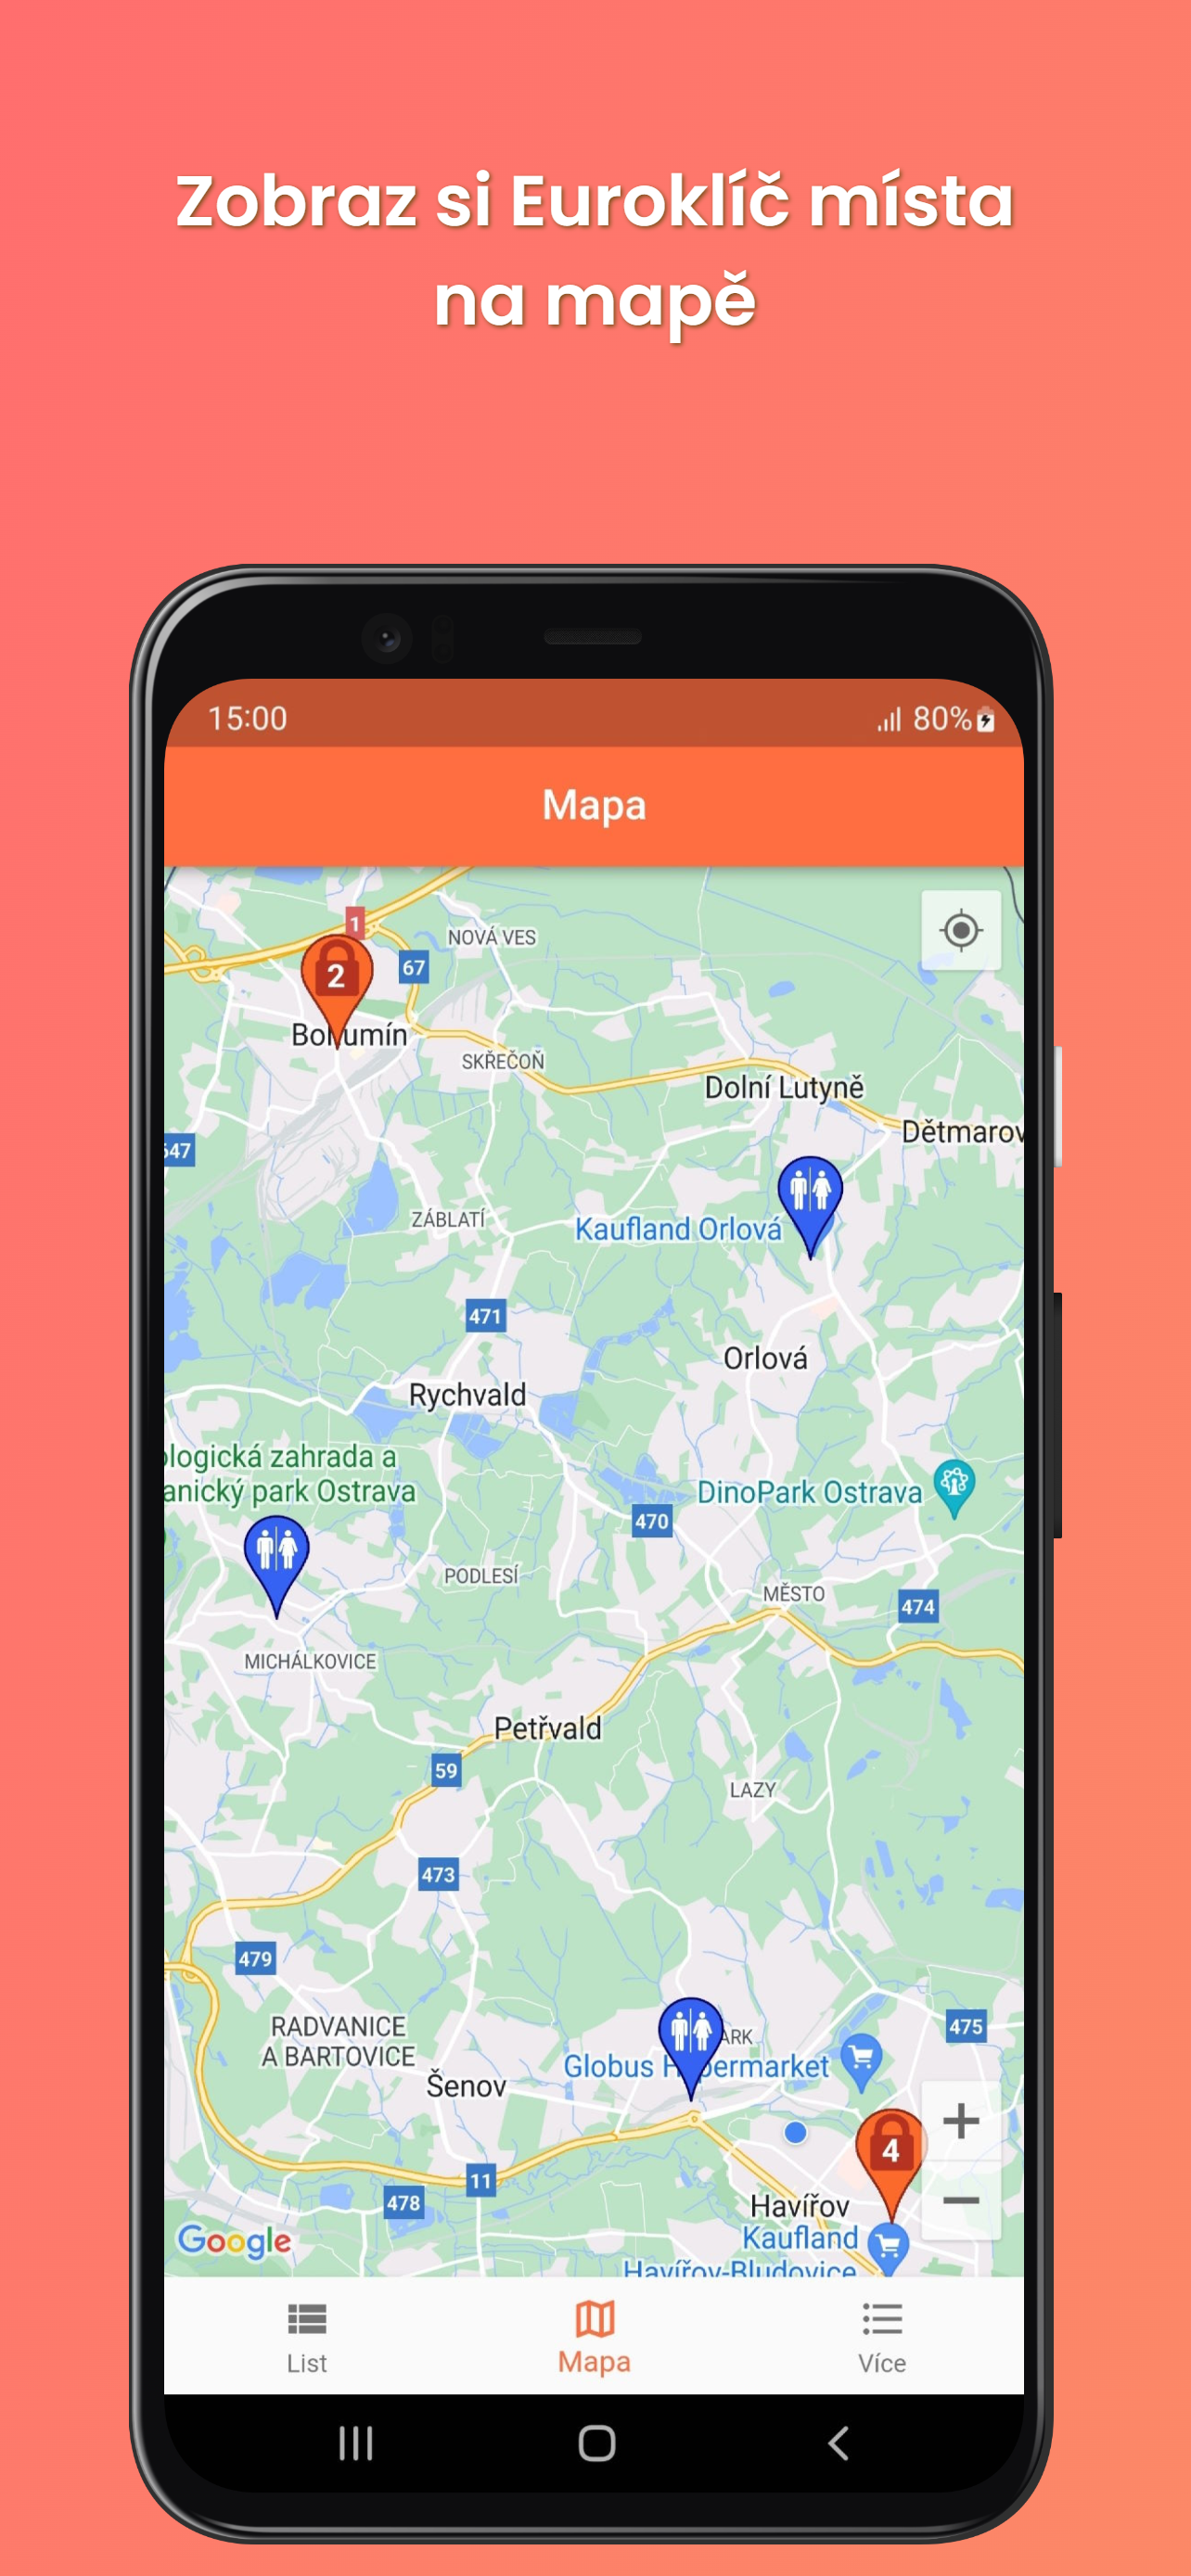 Zobraz si Euroklíč místa
na mapě
15:00
80%
Mapa
1
NOVÁ VES
67
2
Bohumín
SKŘEČOŇ
Dolní Lutyně
Dětmarov
647
ZÁBLATÍ
Kaufland Orlová
471
Orlová
Rychvald
ologická zahrada a
anický park Ostrava
DinoPark Ostrava
470
PODLESÍ
MĚSTO
474
MICHÁLKOVICE
Petřvald
59
LAZY
473
479
RADVANICE
A BARTOVICE
ARK
475
Globus Hypermarket
Šenov
4
11
478
Havířov
Kaufland
Havířov-Bludovice
Google
List
Mapa
Více